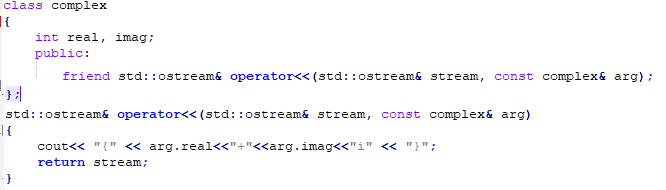 class complex
{
int real, imag;
public:
friend std::ostream& operator<<(std::ostream& stream, const complex& arg);
};
std::ostream& operator<<(std::ostream& stream, const complex& arg)
{
cout<< "{" << arg.real<<"+"<<arg.imag<<"i" << "}";
return stream;
}